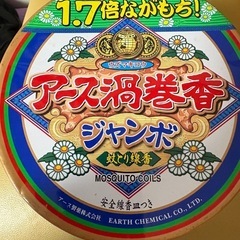 1.7倍ながもち!
アース渦巻香
ジャンボ
MOSQUITO COILS
安全線香皿つき
アース製薬株式会社 EARTH CHEMICAL CO., LTD.